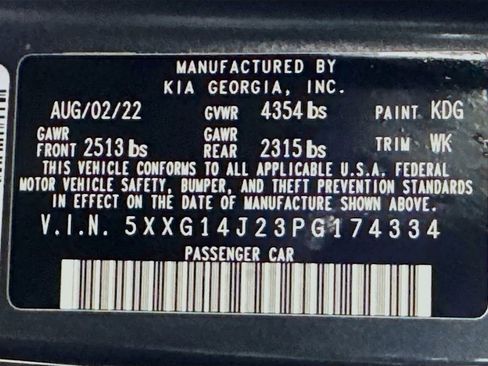 MANUFACTURED BY
KIA GEORGIA, INC.
AUG/02/22 GVWR 4354 lbs PAINT KDG
GAWR FRONT 2513 lbs GAWR REAR 2315 lbs TRIM WK
THIS VEHICLE CONFORMS TO ALL APPLICABLE U.S.A. FEDERAL
MOTOR VEHICLE SAFETY, BUMPER, AND THEFT PREVENTION STANDARDS
IN EFFECT ON THE DATE OF MANUFACTURE SHOWN ABOVE.
V.I.N. 5XXG14J23PG174334
PASSENGER CAR